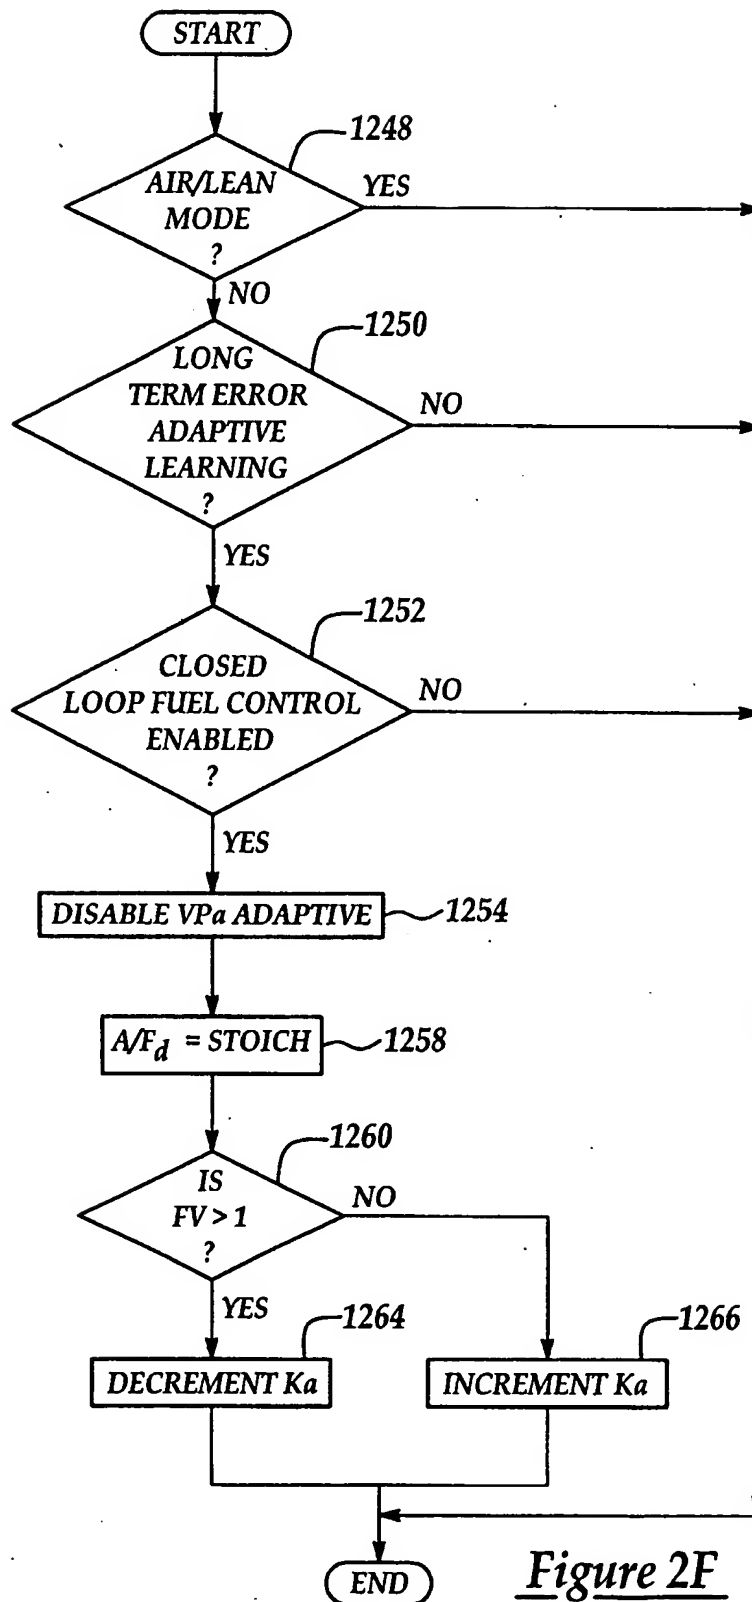 START
1248
AIR/LEAN
MODE
?
YES
NO
1250
LONG
TERM ERROR
ADAPTIVE
LEARNING
?
NO
YES
1252
CLOSED
LOOP FUEL CONTROL
ENABLED
?
NO
YES
DISABLE VPa ADAPTIVE
1254
A/Fd = STOICH
1258
1260
IS
FV > 1
?
NO
YES
1264
1266
DECREMENT Ka
INCREMENT Ka
END
Figure 2F